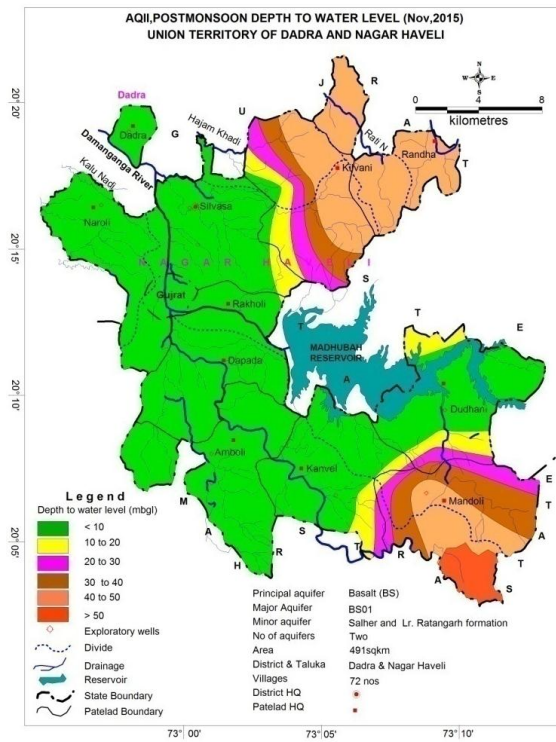 AQII,POSTMONSOON DEPTH TO WATER LEVEL (Nov,2015)
UNION TERRITORY OF DADRA AND NAGAR HAVELI
N
W E
S
0 4 8
kilometres
20° 20'
20° 15'
20° 10'
20° 05'
Dadra
Dadra
Damanganga River
Kalu Nadi
Hajam Khadi
G U J R A T
Rati N
Randha
Kilvani
Silvasa
Naroli
N A G A R H A V E L I
Gujrat
Rakholi
MADHUBAH
RESERVOIR
Dapada
Dudhani
Amboli
Kanvel
Mandoli
M A H R S T R A S T A T E
S T A T E
Legend
Depth to water level (mbgl)
< 10
10 to 20
20 to 30
30 to 40
40 to 50
> 50
Exploratory wells
Divide
Drainage
Reservoir
State Boundary
Patelad Boundary
Principal aquifer Basalt (BS)
Major Aquifer BS01
Minor aquifer Salher and Lr. Ratangarh formation
No of aquifers Two
Area 491sqkm
District & Taluka Dadra & Nagar Haveli
Villages 72 nos
District HQ
Patelad HQ
73° 00' 73° 05' 73° 10'